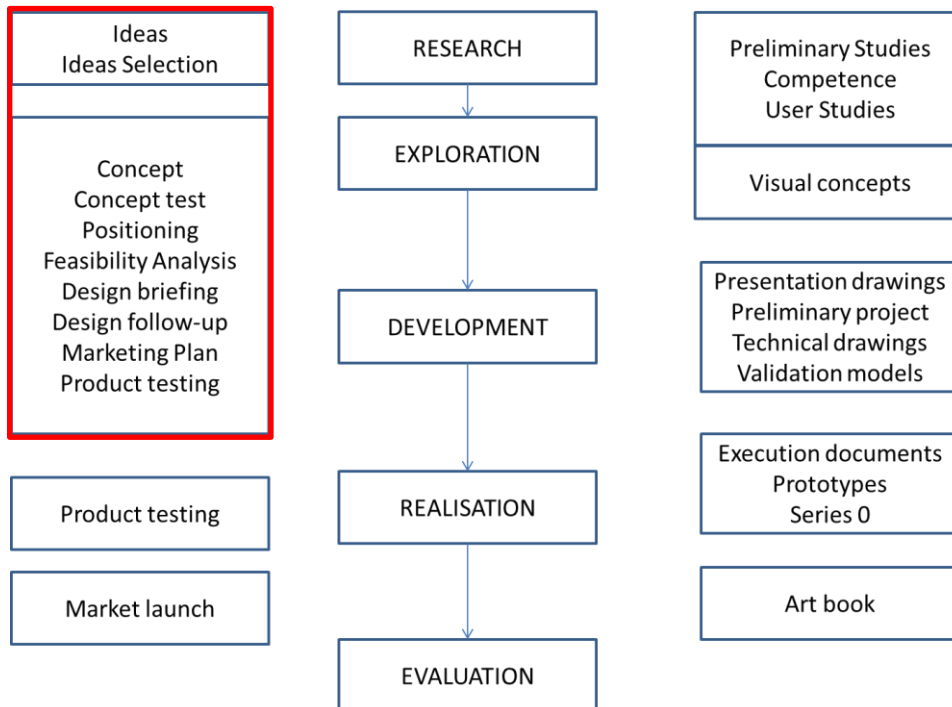 Ideas
Ideas Selection
Concept
Concept test
Positioning
Feasibility Analysis
Design briefing
Design follow-up
Marketing Plan
Product testing
Product testing
Market launch
RESEARCH
EXPLORATION
DEVELOPMENT
REALISATION
EVALUATION
Preliminary Studies
Competence
User Studies
Visual concepts
Presentation drawings
Preliminary project
Technical drawings
Validation models
Execution documents
Prototypes
Series 0
Art book